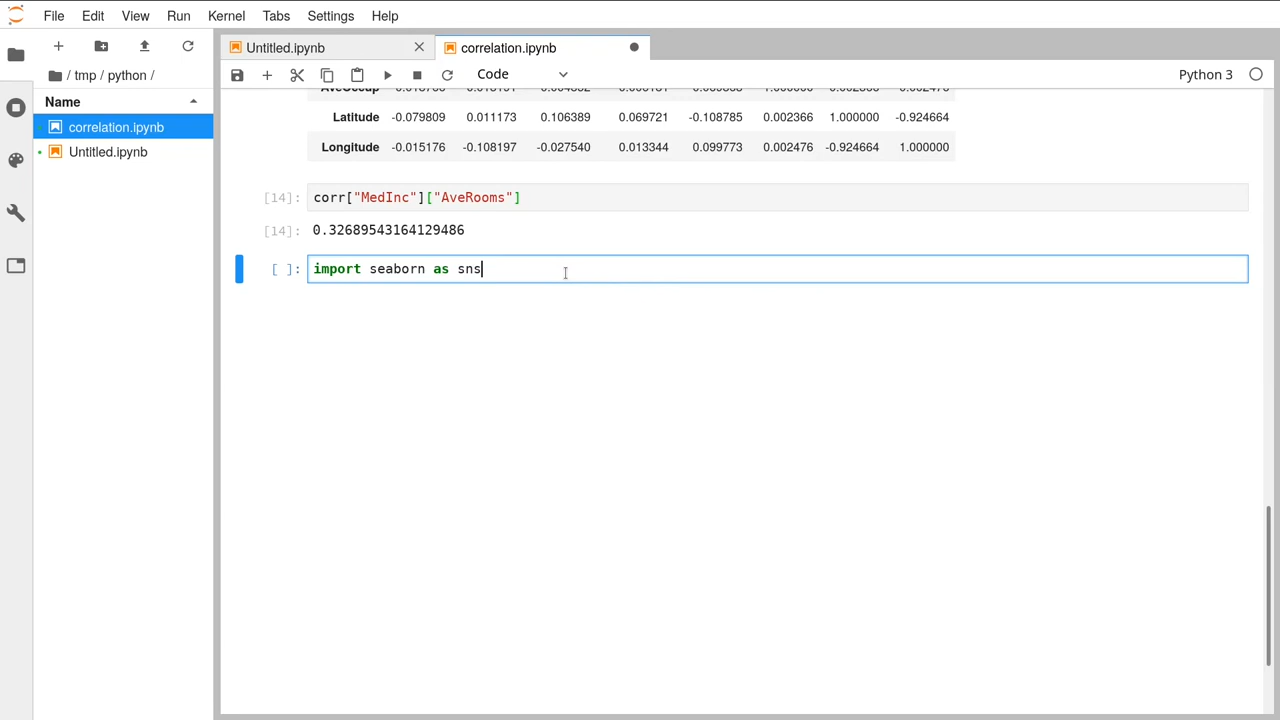 File Edit View Run Kernel Tabs Settings Help
Untitled.ipynb correlation.ipynb
Code Python 3
/ tmp / python /
Name
correlation.ipynb
Untitled.ipynb
Latitude -0.079809 0.011173 0.106389 0.069721 -0.108785 0.002366 1.000000 -0.924664
Longitude -0.015176 -0.108197 -0.027540 0.013344 0.099773 0.002476 -0.924664 1.000000
[14]: corr["MedInc"]["AveRooms"]
[14]: 0.32689543164129486
[ ]: import seaborn as sns